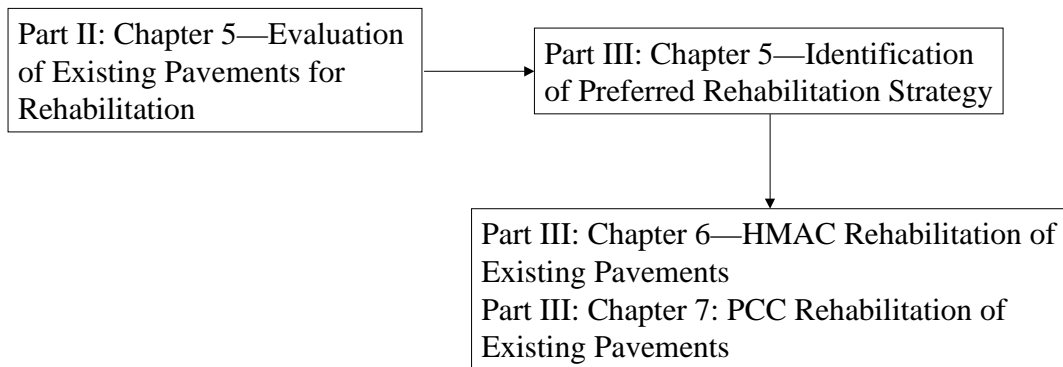 Part II: Chapter 5—Evaluation
of Existing Pavements for
Rehabilitation
Part III: Chapter 5—Identification
of Preferred Rehabilitation Strategy
Part III: Chapter 6—HMAC Rehabilitation of
Existing Pavements
Part III: Chapter 7: PCC Rehabilitation of
Existing Pavements